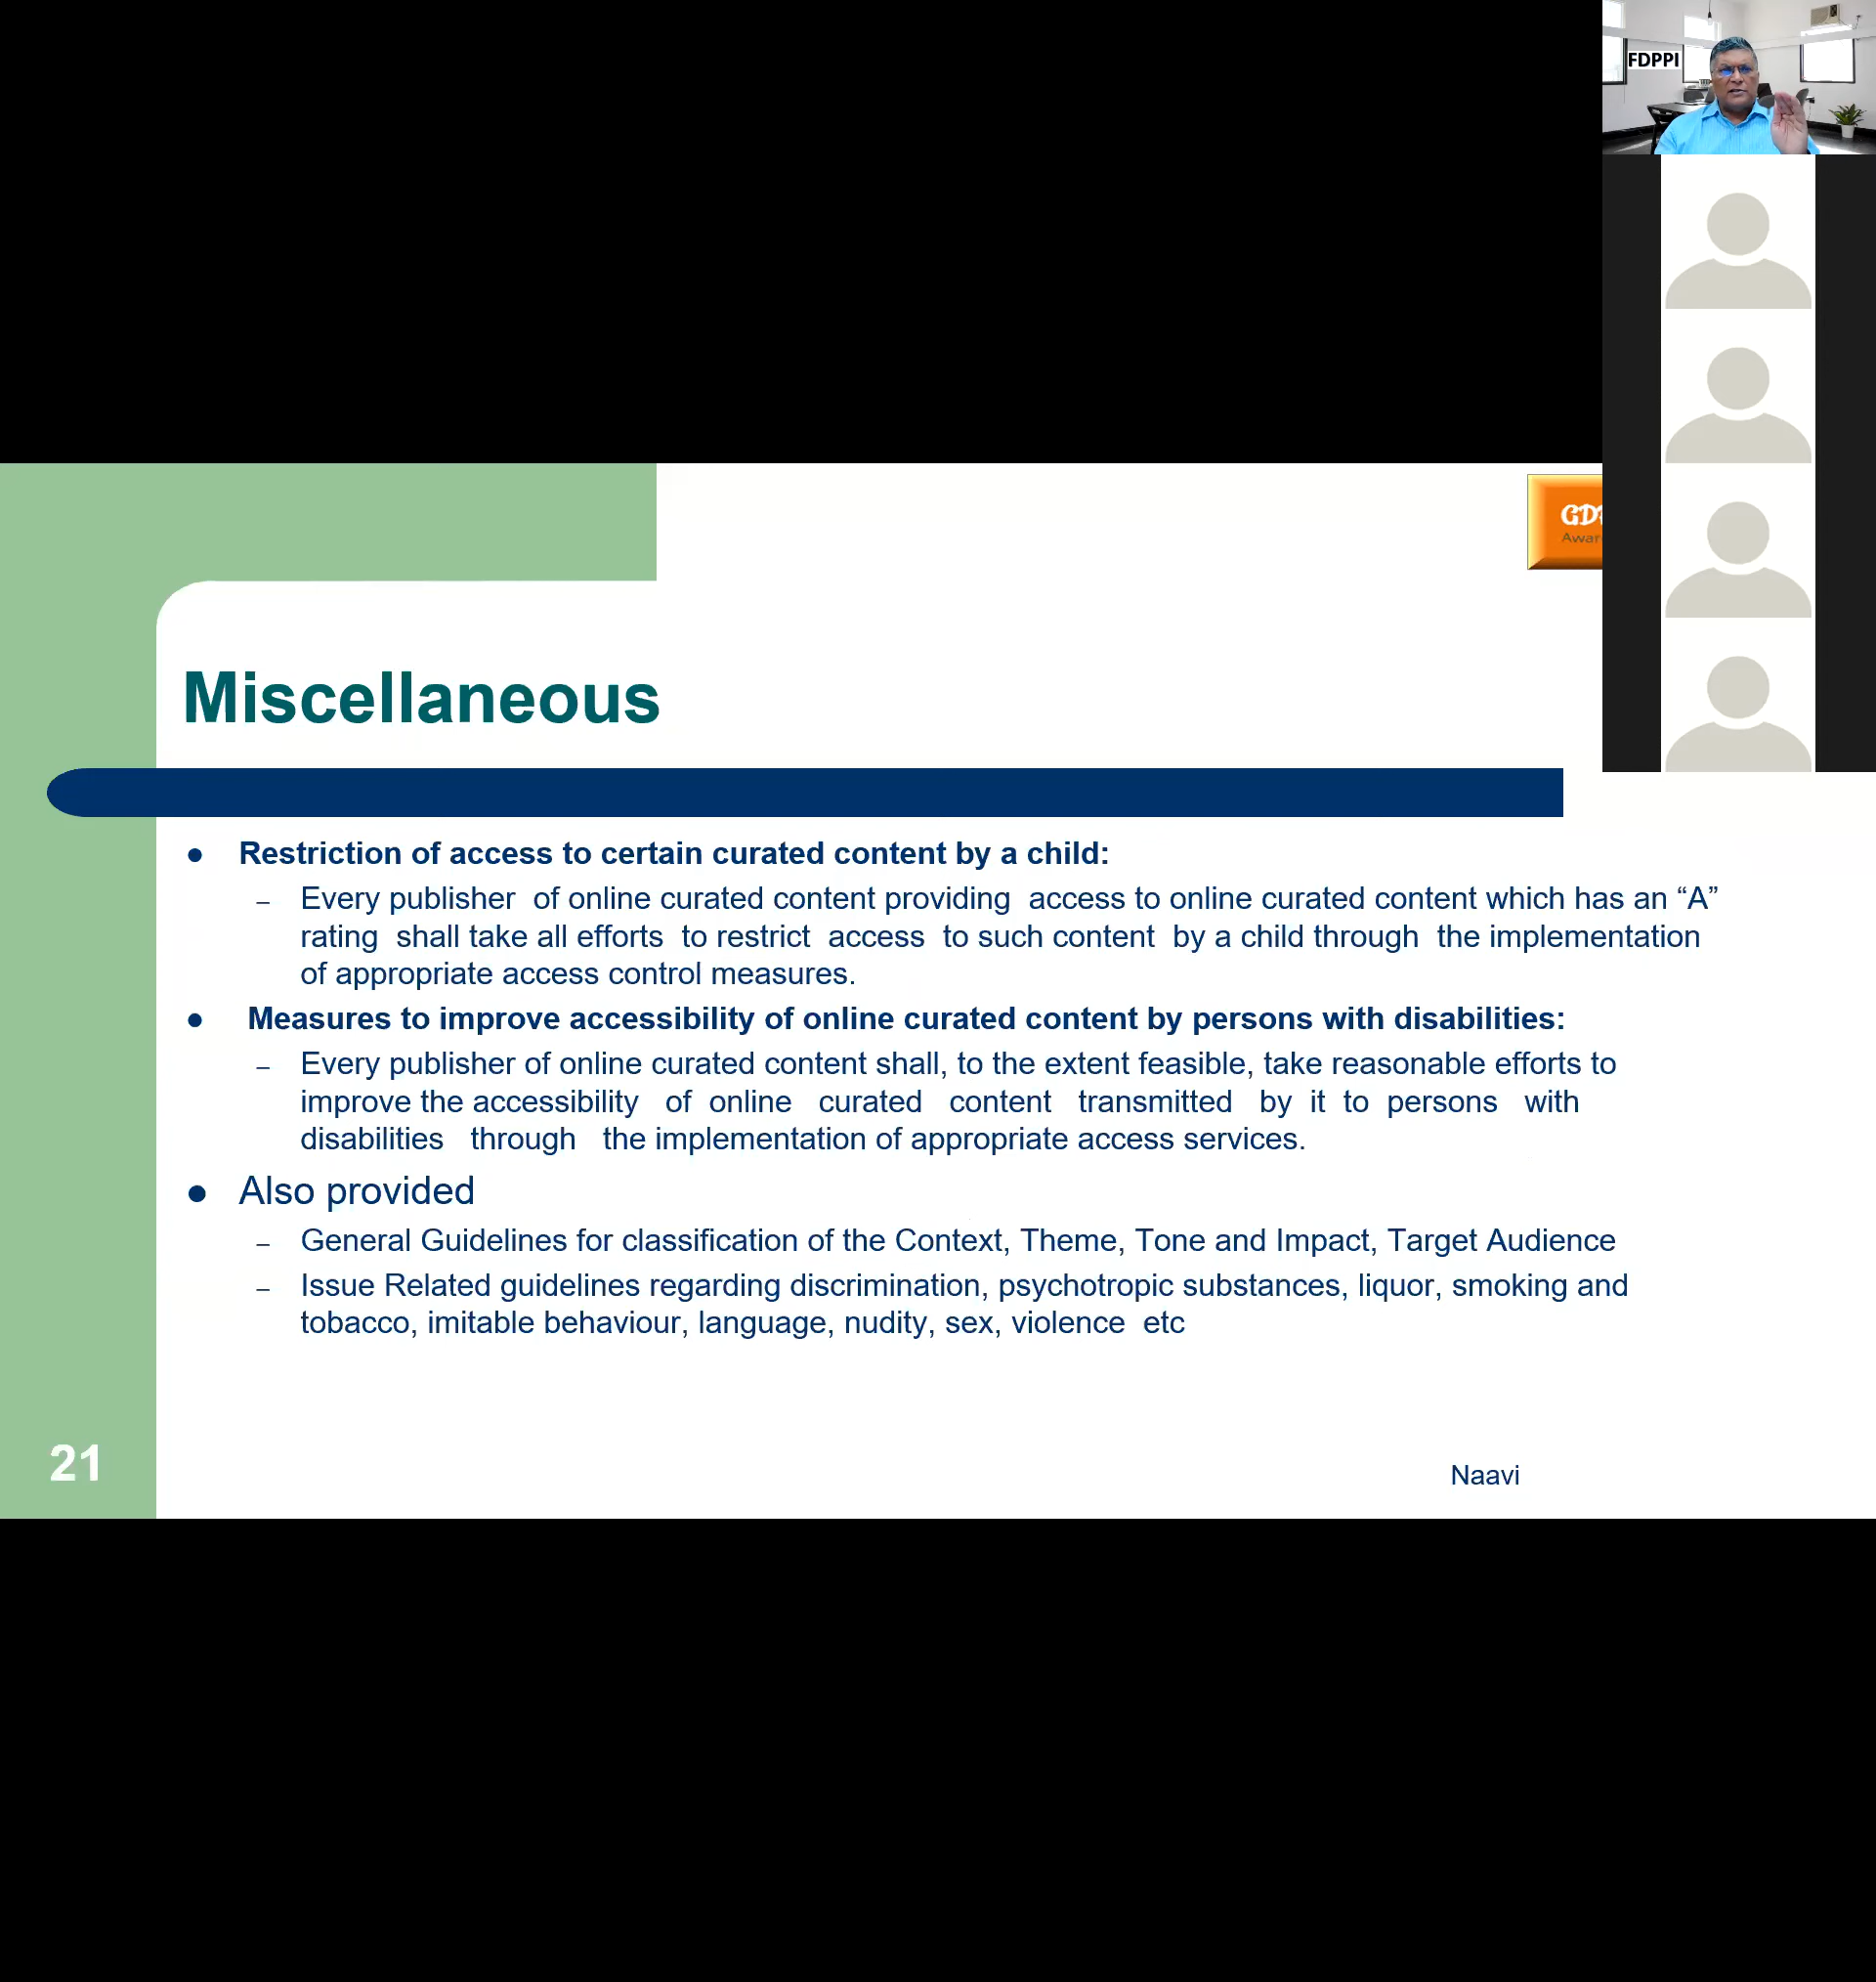 FDPPI
Miscellaneous
● Restriction of access to certain curated content by a child:
– Every publisher of online curated content providing access to online curated content which has an “A”
rating shall take all efforts to restrict access to such content by a child through the implementation
of appropriate access control measures.
● Measures to improve accessibility of online curated content by persons with disabilities:
– Every publisher of online curated content shall, to the extent feasible, take reasonable efforts to
improve the accessibility of online curated content transmitted by it to persons with
disabilities through the implementation of appropriate access services.
● Also provided
– General Guidelines for classification of the Context, Theme, Tone and Impact, Target Audience
– Issue Related guidelines regarding discrimination, psychotropic substances, liquor, smoking and
tobacco, imitable behaviour, language, nudity, sex, violence etc
21
Naavi